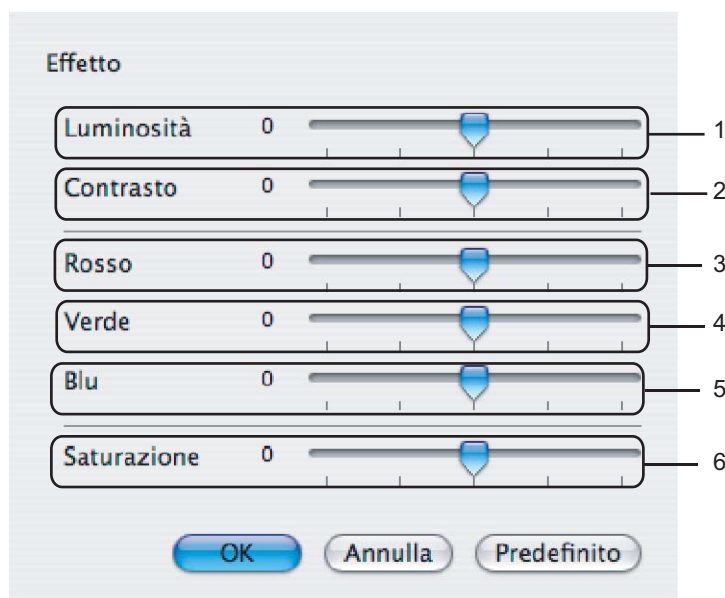 Effetto
Luminosità 0 1
Contrasto 0 2
Rosso 0 3
Verde 0 4
Blu 0 5
Saturazione 0 6
OK Annulla Predefinito